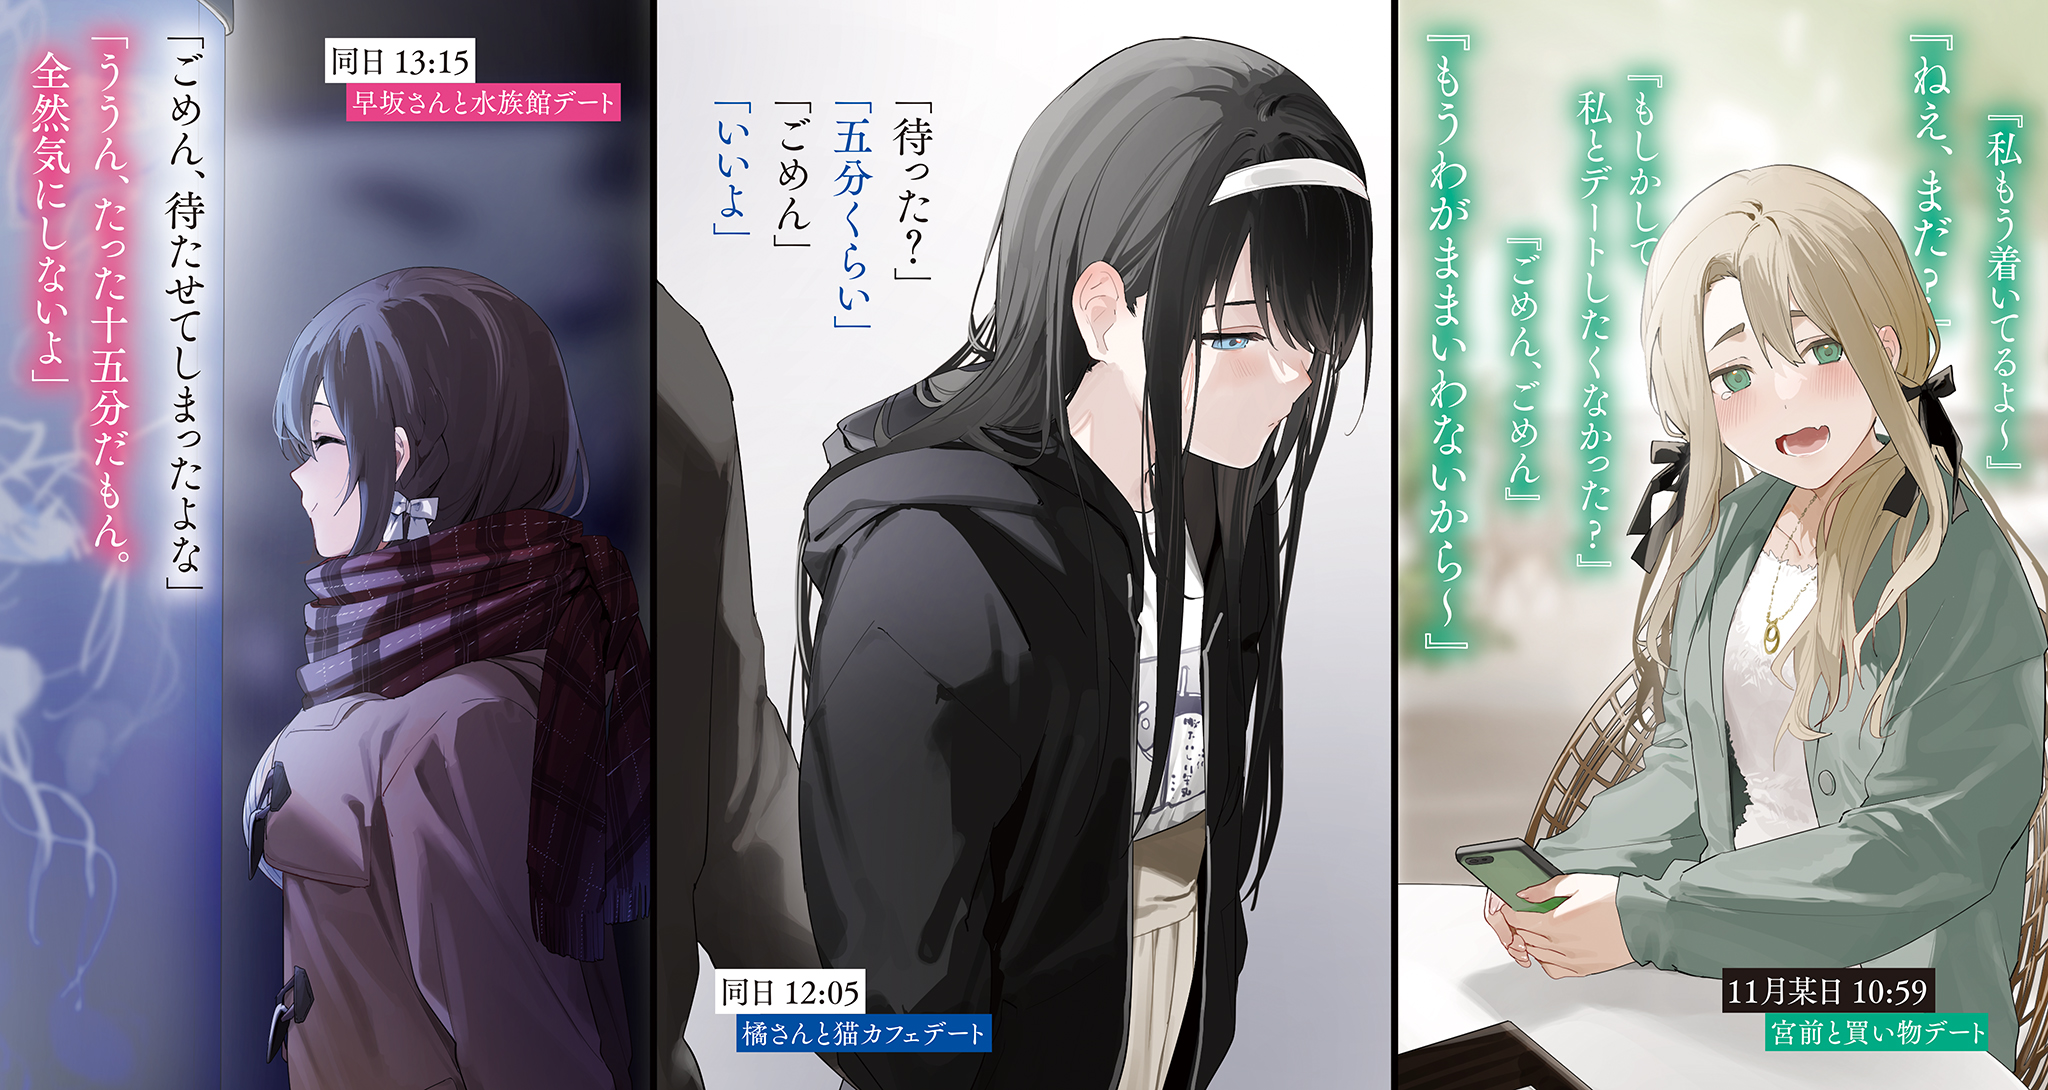 『私もう着いてるよ〜』
『ねえ、まだ?』
『もしかして
私とデートしたくなかった?』
『ごめん、ごめん』
『もうわがままいわないから〜』
11月某日 10:59
宮前と買い物デート
「待った?」
「五分くらい」
「ごめん」
「いいよ」
同日 12:05
橘さんと猫カフェデート
同日 13:15
早坂さんと水族館デート
「ごめん、待たせてしまったよな」
「ううん、たった十五分だもん。
全然気にしないよ」